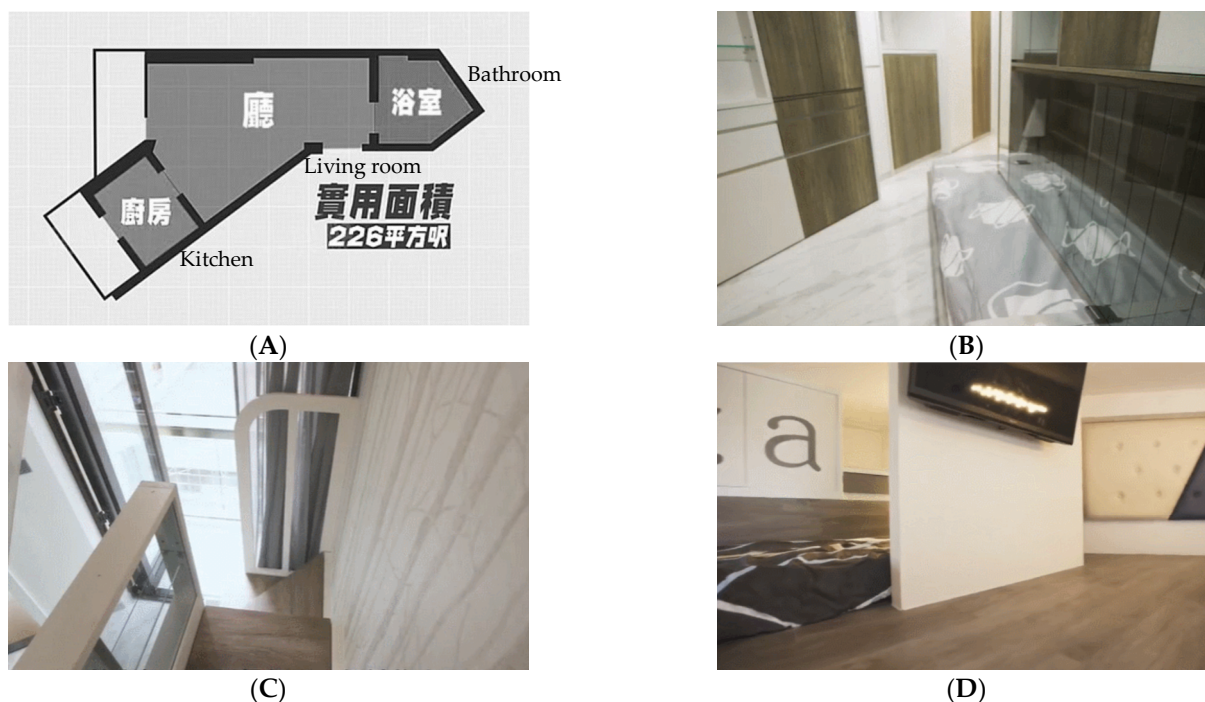 廳
浴室
Bathroom
Living room
廚房
Kitchen
實用面積
226平方呎
(A)
(B)
a
(C)
(D)